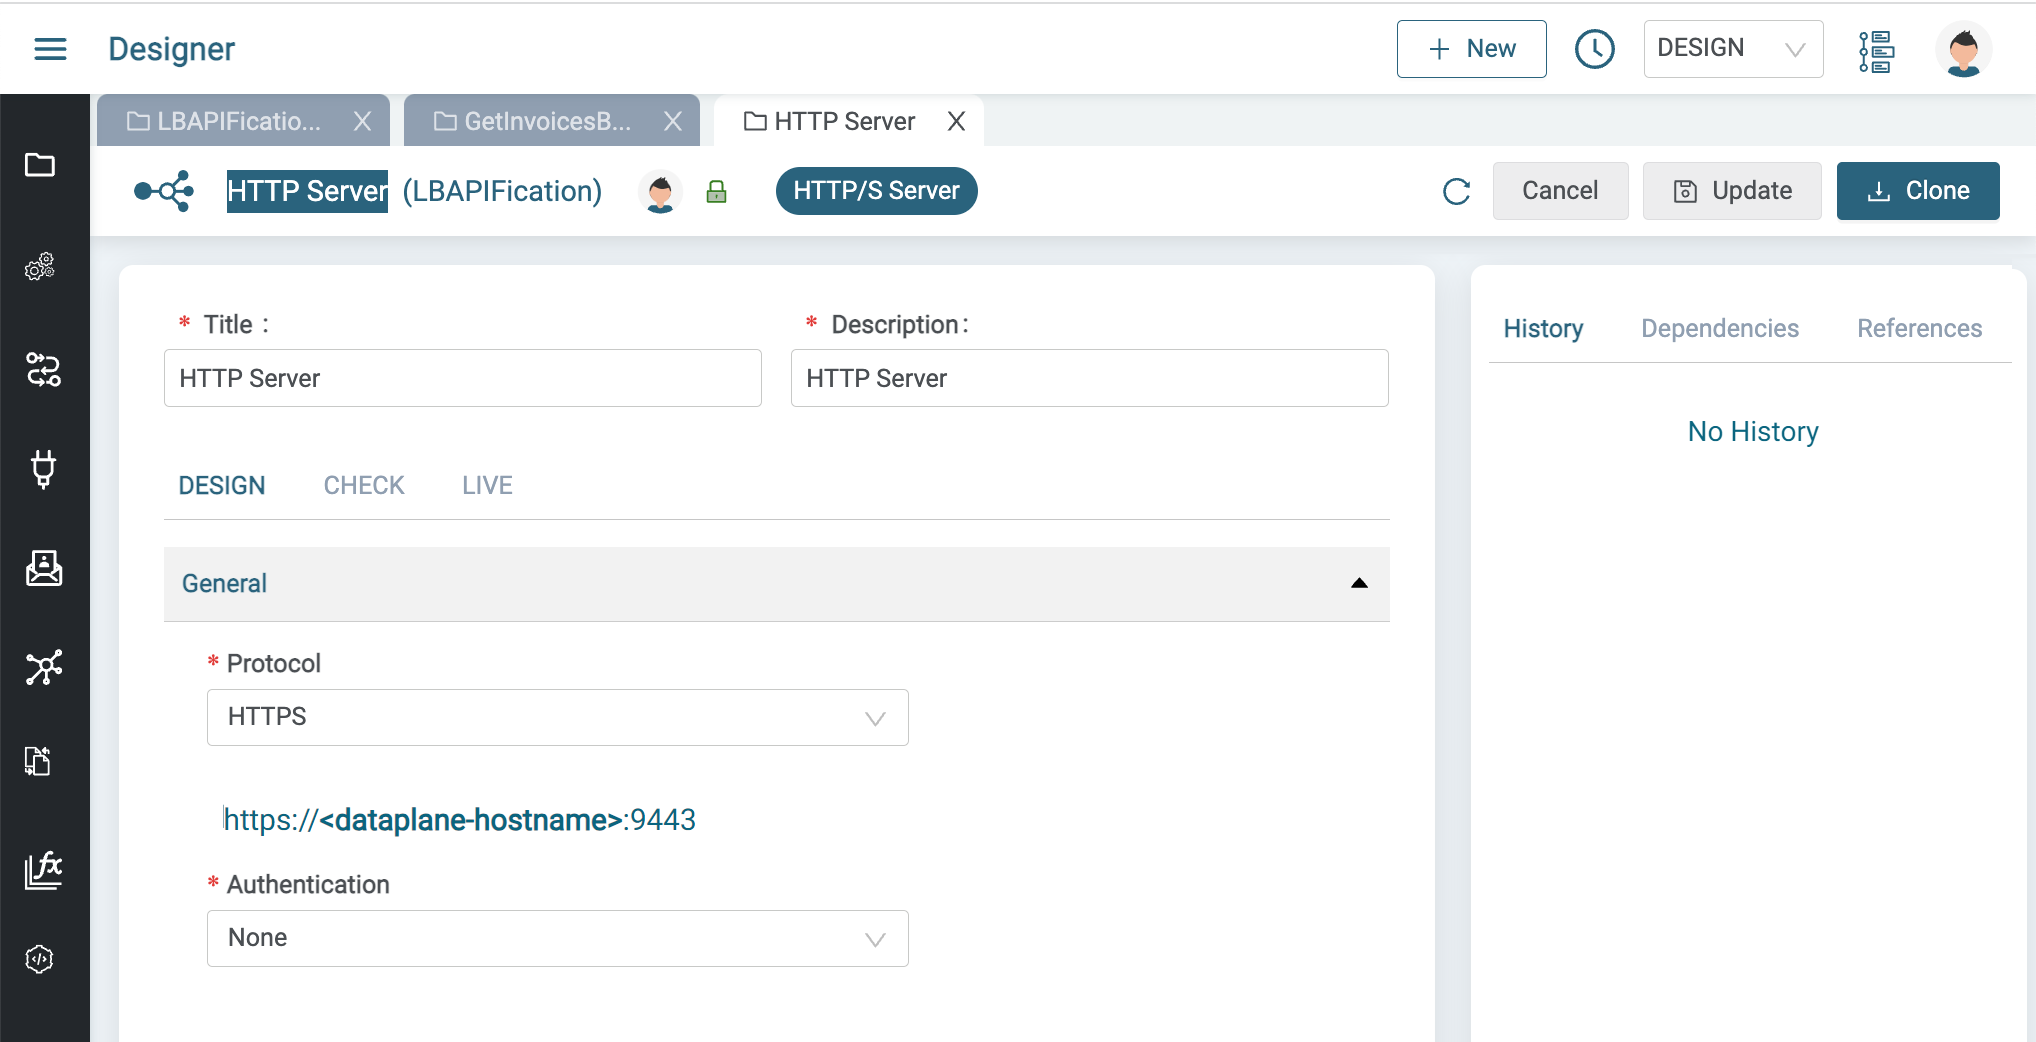 Designer
+ New
DESIGN
LBAPIFicatio... X
GetInvoicesB... X
HTTP Server X
HTTP Server (LBAPIFication)
HTTP/S Server
Cancel
Update
Clone
* Title :
* Description:
HTTP Server
HTTP Server
History
Dependencies
References
No History
DESIGN
CHECK
LIVE
General
* Protocol
HTTPS
https://<dataplane-hostname>:9443
* Authentication
None
fx
</>